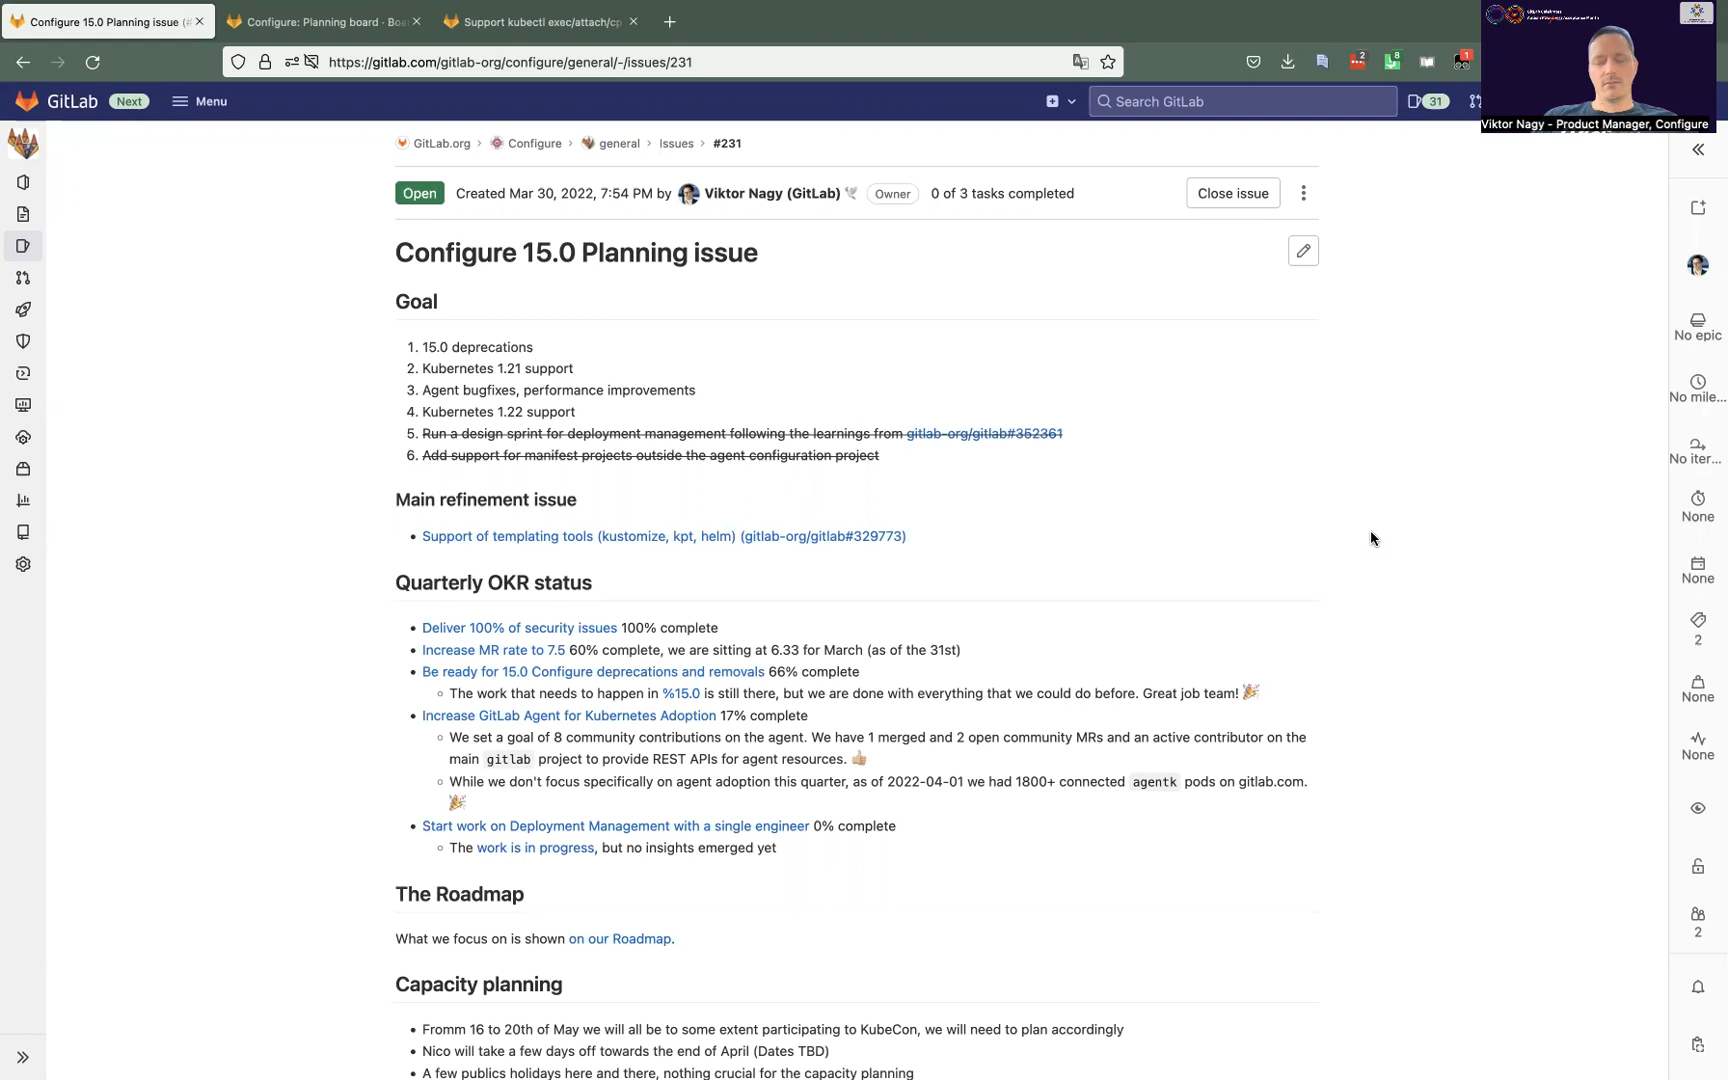 Configure 15.0 Planning issue (#
Configure: Planning board · Boa
Support kubectl exec/attach/cp
https://gitlab.com/gitlab-org/configure/general/-/issues/231
2
8
1
GitLab
Next
Menu
Search GitLab
31
Viktor Nagy - Product Manager, Configure
GitLab.org › Configure › general › Issues › #231
Open
Created Mar 30, 2022, 7:54 PM by Viktor Nagy (GitLab)
Owner
0 of 3 tasks completed
Close issue
Configure 15.0 Planning issue
Goal
1. 15.0 deprecations
2. Kubernetes 1.21 support
3. Agent bugfixes, performance improvements
4. Kubernetes 1.22 support
5. Run a design sprint for deployment management following the learnings from gitlab-org/gitlab#352361
6. Add support for manifest projects outside the agent configuration project
Main refinement issue
• Support of templating tools (kustomize, kpt, helm) (gitlab-org/gitlab#329773)
Quarterly OKR status
• Deliver 100% of security issues 100% complete
• Increase MR rate to 7.5 60% complete, we are sitting at 6.33 for March (as of the 31st)
• Be ready for 15.0 Configure deprecations and removals 66% complete
◦ The work that needs to happen in %15.0 is still there, but we are done with everything that we could do before. Great job team! 🎉
• Increase GitLab Agent for Kubernetes Adoption 17% complete
◦ We set a goal of 8 community contributions on the agent. We have 1 merged and 2 open community MRs and an active contributor on the
main gitlab project to provide REST APIs for agent resources. 👍
◦ While we don't focus specifically on agent adoption this quarter, as of 2022-04-01 we had 1800+ connected agentk pods on gitlab.com.
🎉
• Start work on Deployment Management with a single engineer 0% complete
◦ The work is in progress, but no insights emerged yet
The Roadmap
What we focus on is shown on our Roadmap.
Capacity planning
• Fromm 16 to 20th of May we will all be to some extent participating to KubeCon, we will need to plan accordingly
• Nico will take a few days off towards the end of April (Dates TBD)
• A few publics holidays here and there, nothing crucial for the capacity planning
No epic
No mile...
No iter...
None
None
2
None
None
2